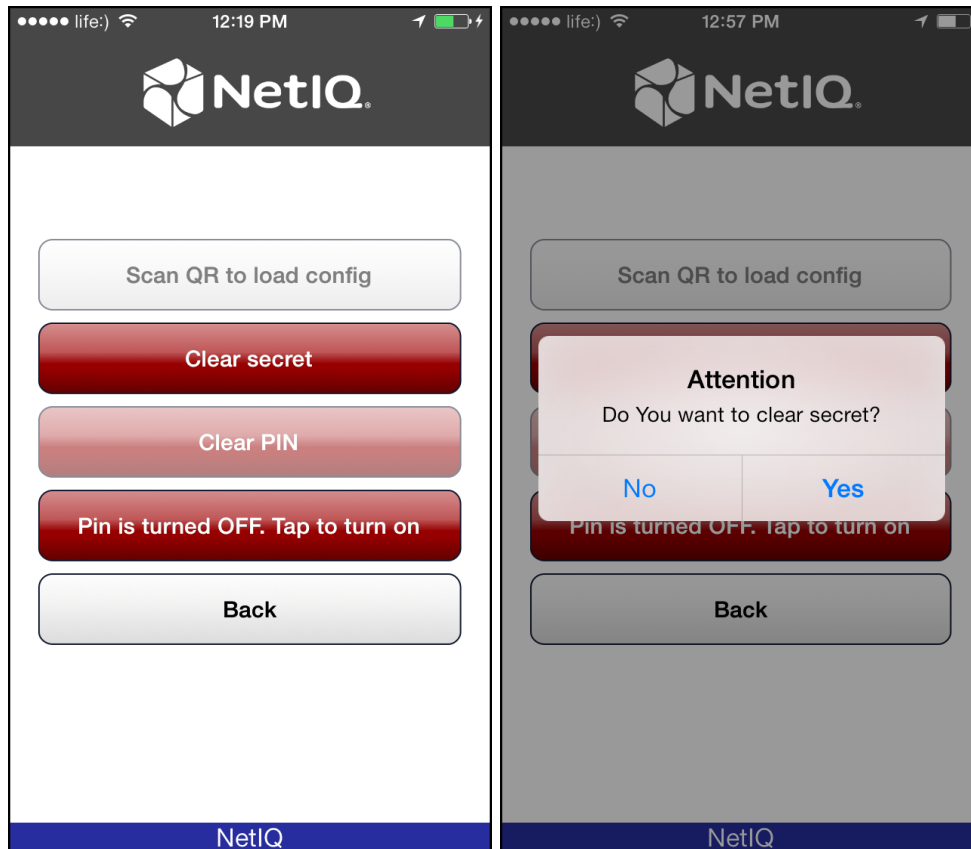 life:) 12:19 PM
NetIQ®
Scan QR to load config
Clear secret
Clear PIN
Pin is turned OFF. Tap to turn on
Back
NetIQ
life:) 12:57 PM
NetIQ®
Scan QR to load config
Attention
Do You want to clear secret?
No Yes
Pin is turned OFF. Tap to turn on
Back
NetIQ